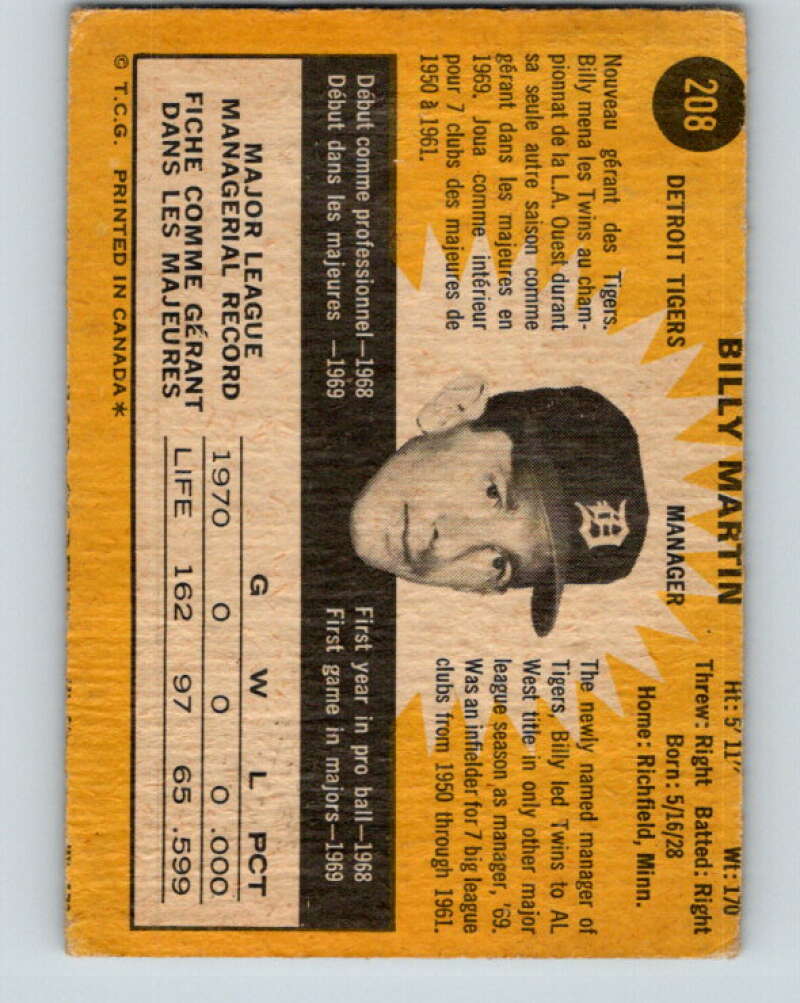 208
BILLY MARTIN
DETROIT TIGERS
MANAGER
Ht: 5' 11" Wt: 170
Threw: Right Batted: Right
Born: 5/16/28
Home: Richfield, Minn.
Nouveau gérant des Tigers.
Billy mena les Twins au cham-
pionnat de la L.A. Ouest durant
sa seule autre saison comme
gérant dans les majeures en
1969. Joua comme intérieur
pour 7 clubs des majeures de
1950 à 1961.
The newly named manager of
Tigers, Billy led Twins to AL
West title in only other major
league season as manager, '69.
Was an infielder for 7 big league
clubs from 1950 through 1961.
Début comme professionnel—1968
Début dans les majeures —1969
First year in pro ball—1968
First game in majors—1969
MAJOR LEAGUE
MANAGERIAL RECORD
FICHE COMME GÉRANT
DANS LES MAJEURES
G W L PCT
1970 0 0 0 .000
LIFE 162 97 65 .599
© T.C.G. PRINTED IN CANADA*